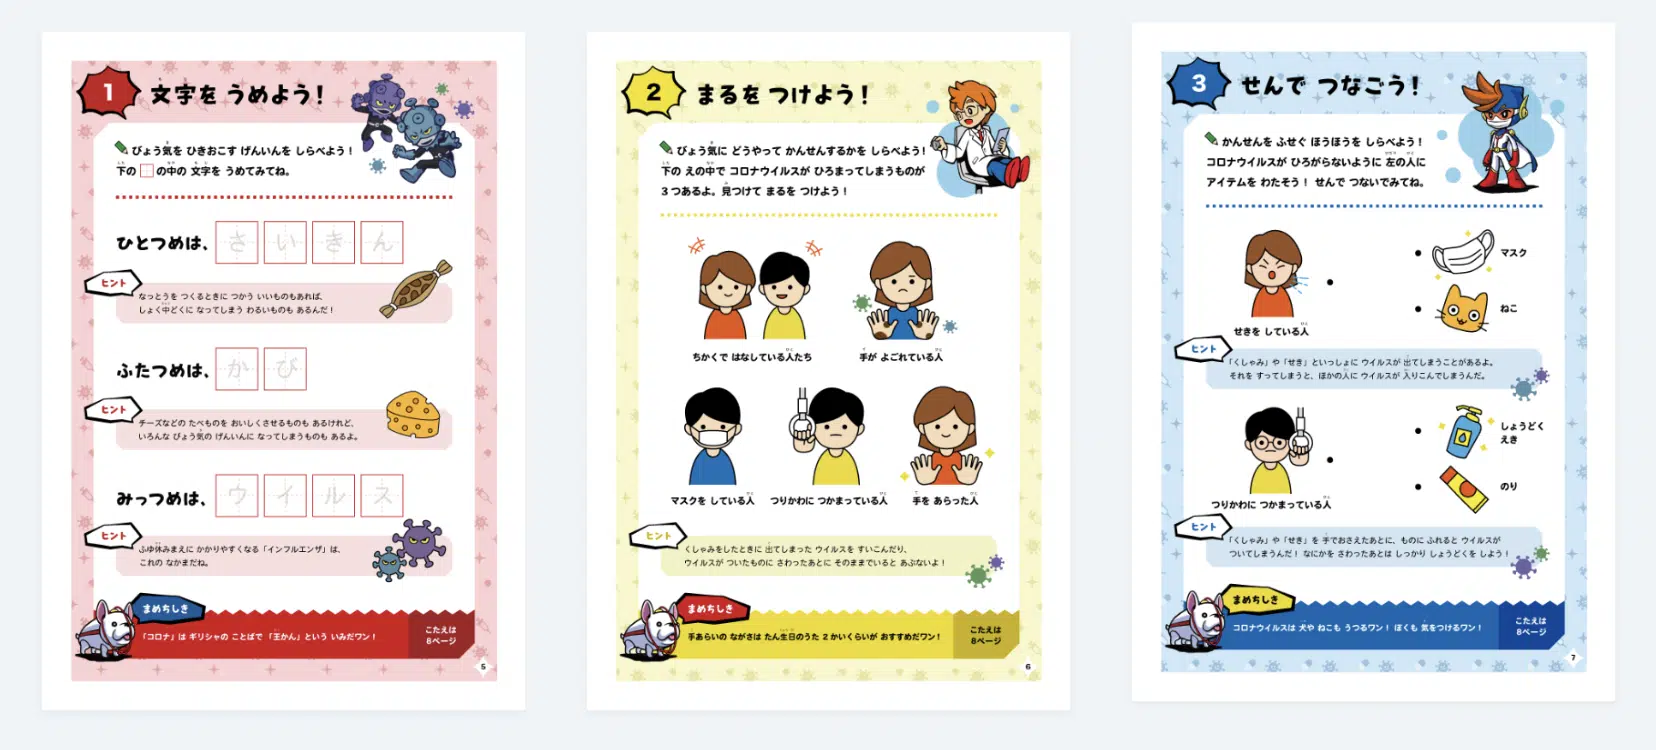 1
文字を うめよう!
びょう気を ひきおこす げんいんを しらべよう!
下の の中の 文字を うめてみてね。
ひとつめは、 さ い き ん
ヒント
なっとうを つくるときに つかう いいものもあれば、
しょく中どくに なってしまう わるいものも あるんだ!
ふたつめは、 か び
ヒント
チーズなどの たべものを おいしくさせるものも あるけれど、
いろんな びょう気の げんいんに なってしまうものも あるよ。
みっつめは、 ウ イ ル ス
ヒント
ふゆ休みまえに かかりやすくなる「インフルエンザ」は、
これの なかまだね。
まめちしき
「コロナ」は ギリシャの ことばで 「王かん」という いみだワン!
こたえは
8ページ
5
2
まるを つけよう!
びょう気に どうやって かんせんするかを しらべよう!
下の えの中で コロナウイルスが ひろまってしまうものが
3つあるよ。見つけて まるを つけよう!
ちかくで はなしている人たち
手が よごれている人
マスクを している人
つりかわに つかまっている人
手を あらった人
ヒント
くしゃみをしたときに 出てしまった ウイルスを すいこんだり、
ウイルスが ついたものに さわったあとに そのままでいると あぶないよ!
まめちしき
手あらいの ながさは たん生日のうた 2かいくらいが おすすめだワン!
こたえは
8ページ
6
3
せんで つなごう!
かんせんを ふせぐ ほうほうを しらべよう!
コロナウイルスが ひろがらないように 左の人に
アイテムを わたそう! せんで つないでみてね。
マスク
ねこ
せきを している人
ヒント
「くしゃみ」や「せき」といっしょに ウイルスが 出てしまうことがあるよ。
それを すってしまうと、ほかの人に ウイルスが 入りこんでしまうんだ。
しょうどく
えき
のり
つりかわに つかまっている人
ヒント
「くしゃみ」や「せき」を 手でおさえたあとに、ものに ふれると ウイルスが
ついてしまうんだ! なにかを さわったあとは しっかり しょうどくを しよう!
まめちしき
コロナウイルスは 犬や ねこも うつるワン! ぼくも 気をつけるワン!
こたえは
8ページ
7